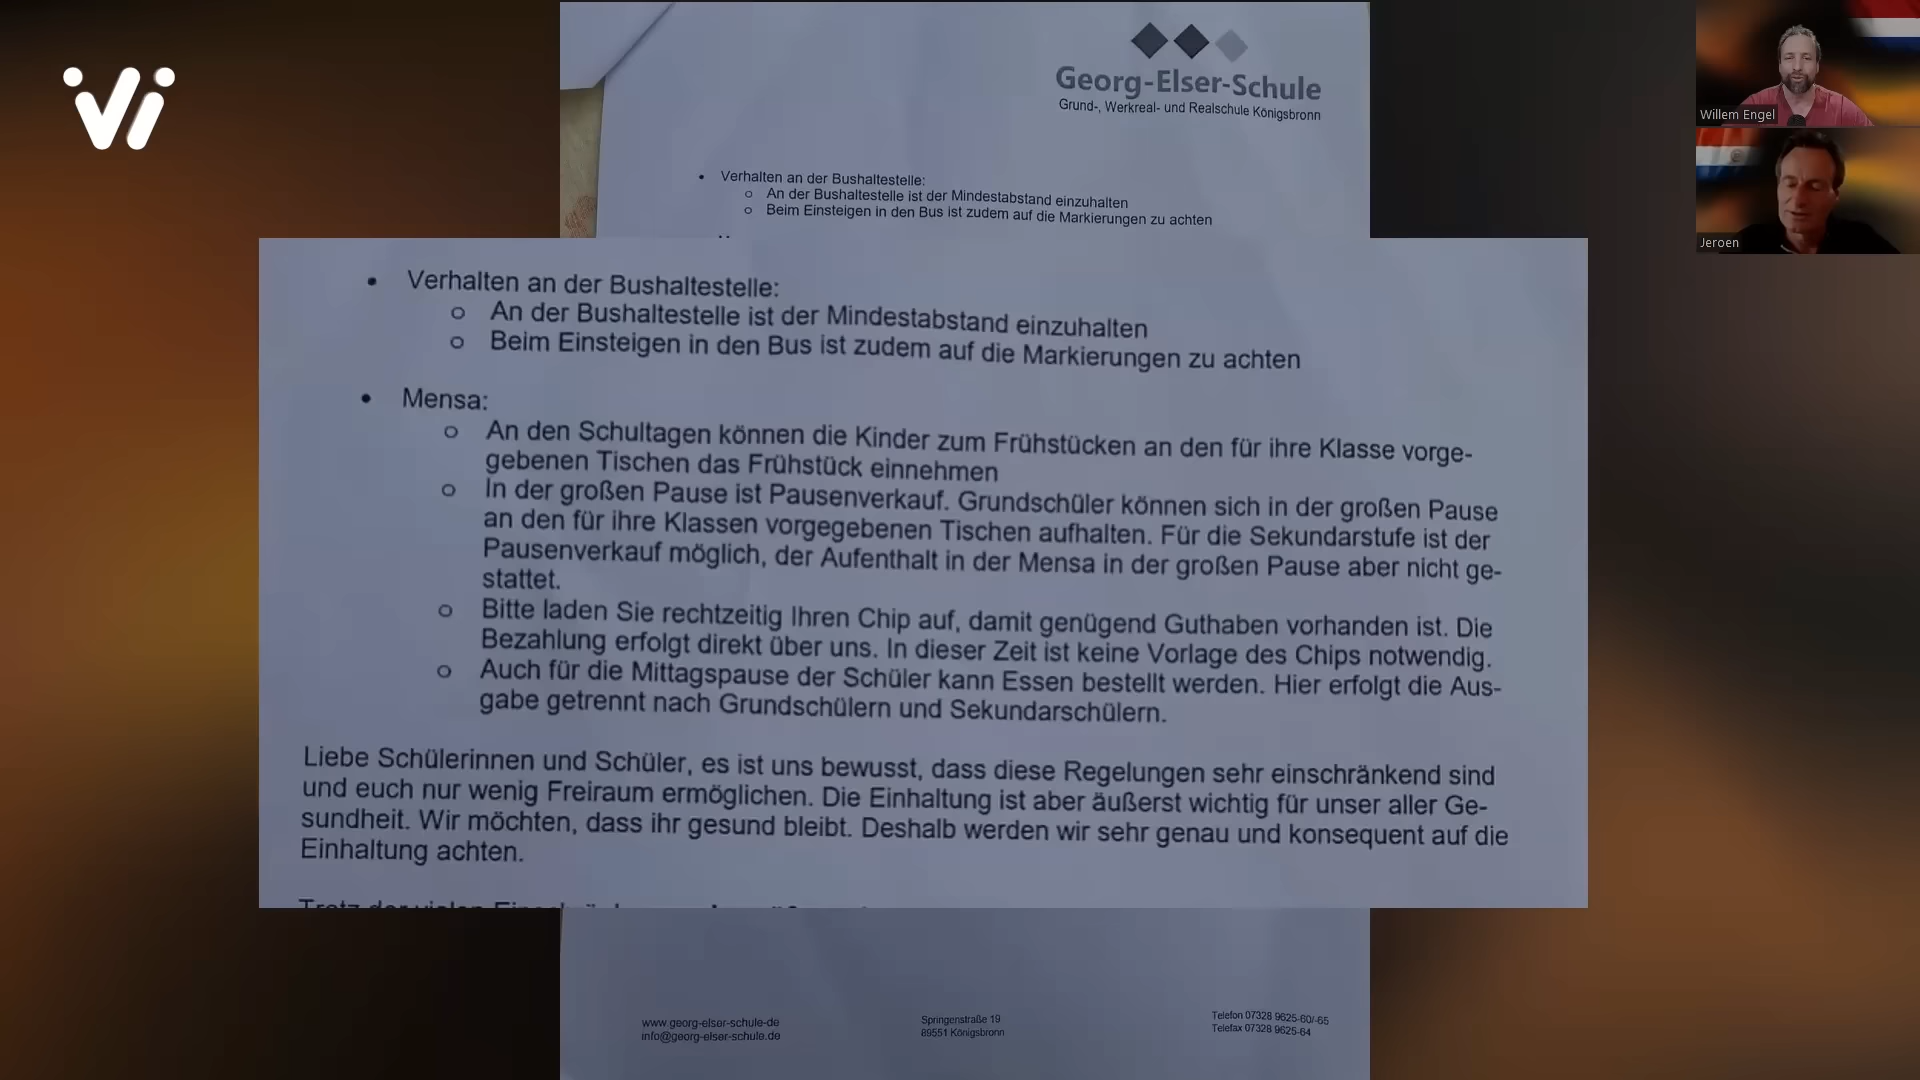 Vi
Georg-Elser-Schule
Grund-, Werkreal- und Realschule Königsbronn
Willem Engel
Jeroen
• Verhalten an der Bushaltestelle:
o An der Bushaltestelle ist der Mindestabstand einzuhalten
o Beim Einsteigen in den Bus ist zudem auf die Markierungen zu achten
• Verhalten an der Bushaltestelle:
o An der Bushaltestelle ist der Mindestabstand einzuhalten
o Beim Einsteigen in den Bus ist zudem auf die Markierungen zu achten
• Mensa:
o An den Schultagen können die Kinder zum Frühstücken an den für ihre Klasse vorge-
gebenen Tischen das Frühstück einnehmen
o In der großen Pause ist Pausenverkauf. Grundschüler können sich in der großen Pause
an den für ihre Klassen vorgegebenen Tischen aufhalten. Für die Sekundarstufe ist der
Pausenverkauf möglich, der Aufenthalt in der Mensa in der großen Pause aber nicht ge-
stattet.
o Bitte laden Sie rechtzeitig Ihren Chip auf, damit genügend Guthaben vorhanden ist. Die
Bezahlung erfolgt direkt über uns. In dieser Zeit ist keine Vorlage des Chips notwendig.
o Auch für die Mittagspause der Schüler kann Essen bestellt werden. Hier erfolgt die Aus-
gabe getrennt nach Grundschülern und Sekundarschülern.
Liebe Schülerinnen und Schüler, es ist uns bewusst, dass diese Regelungen sehr einschränkend sind
und euch nur wenig Freiraum ermöglichen. Die Einhaltung ist aber äußerst wichtig für unser aller Ge-
sundheit. Wir möchten, dass ihr gesund bleibt. Deshalb werden wir sehr genau und konsequent auf die
Einhaltung achten.
Trotz der vielen
www.georg-elser-schule-de
info@georg-elser-schule.de
Springenstraße 19
89551 Königsbronn
Telefon 07328 9625-60/-65
Telefax 07328 9625-64